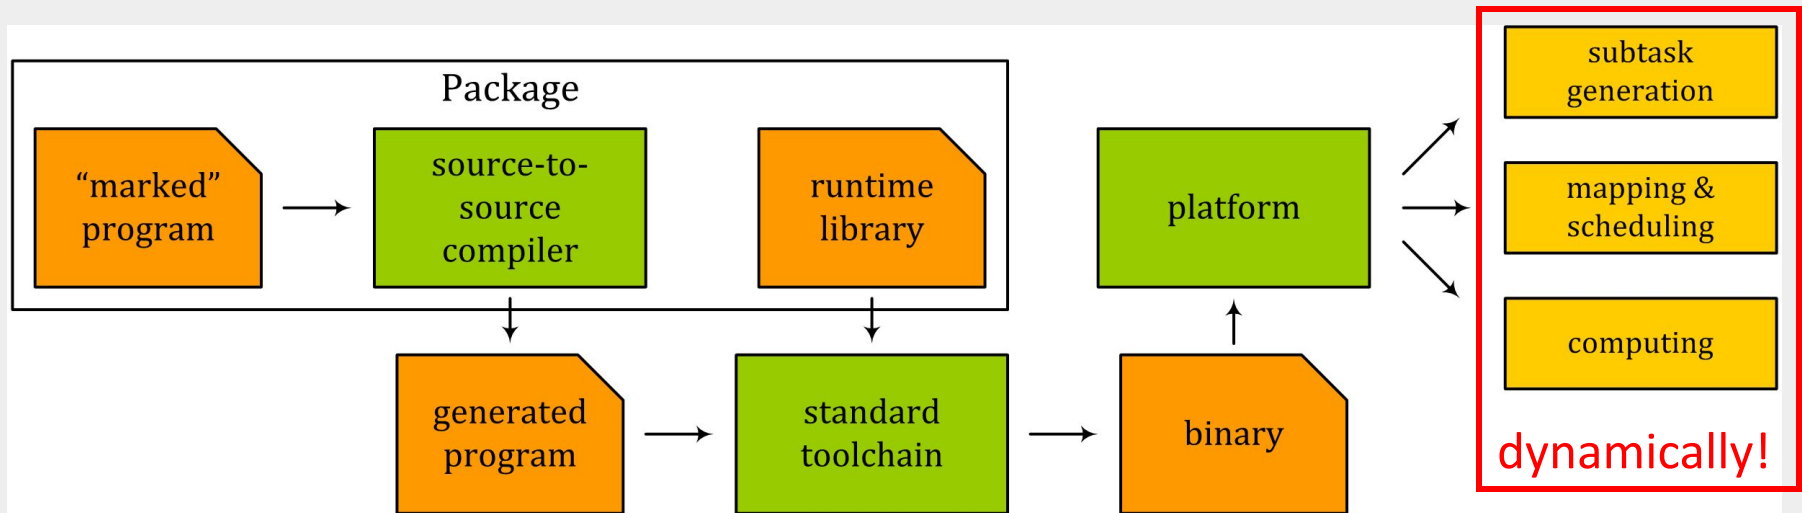 Package
“marked”
program
source-to-
source
compiler
runtime
library
generated
program
standard
toolchain
binary
platform
subtask
generation
mapping &
scheduling
computing
dynamically!